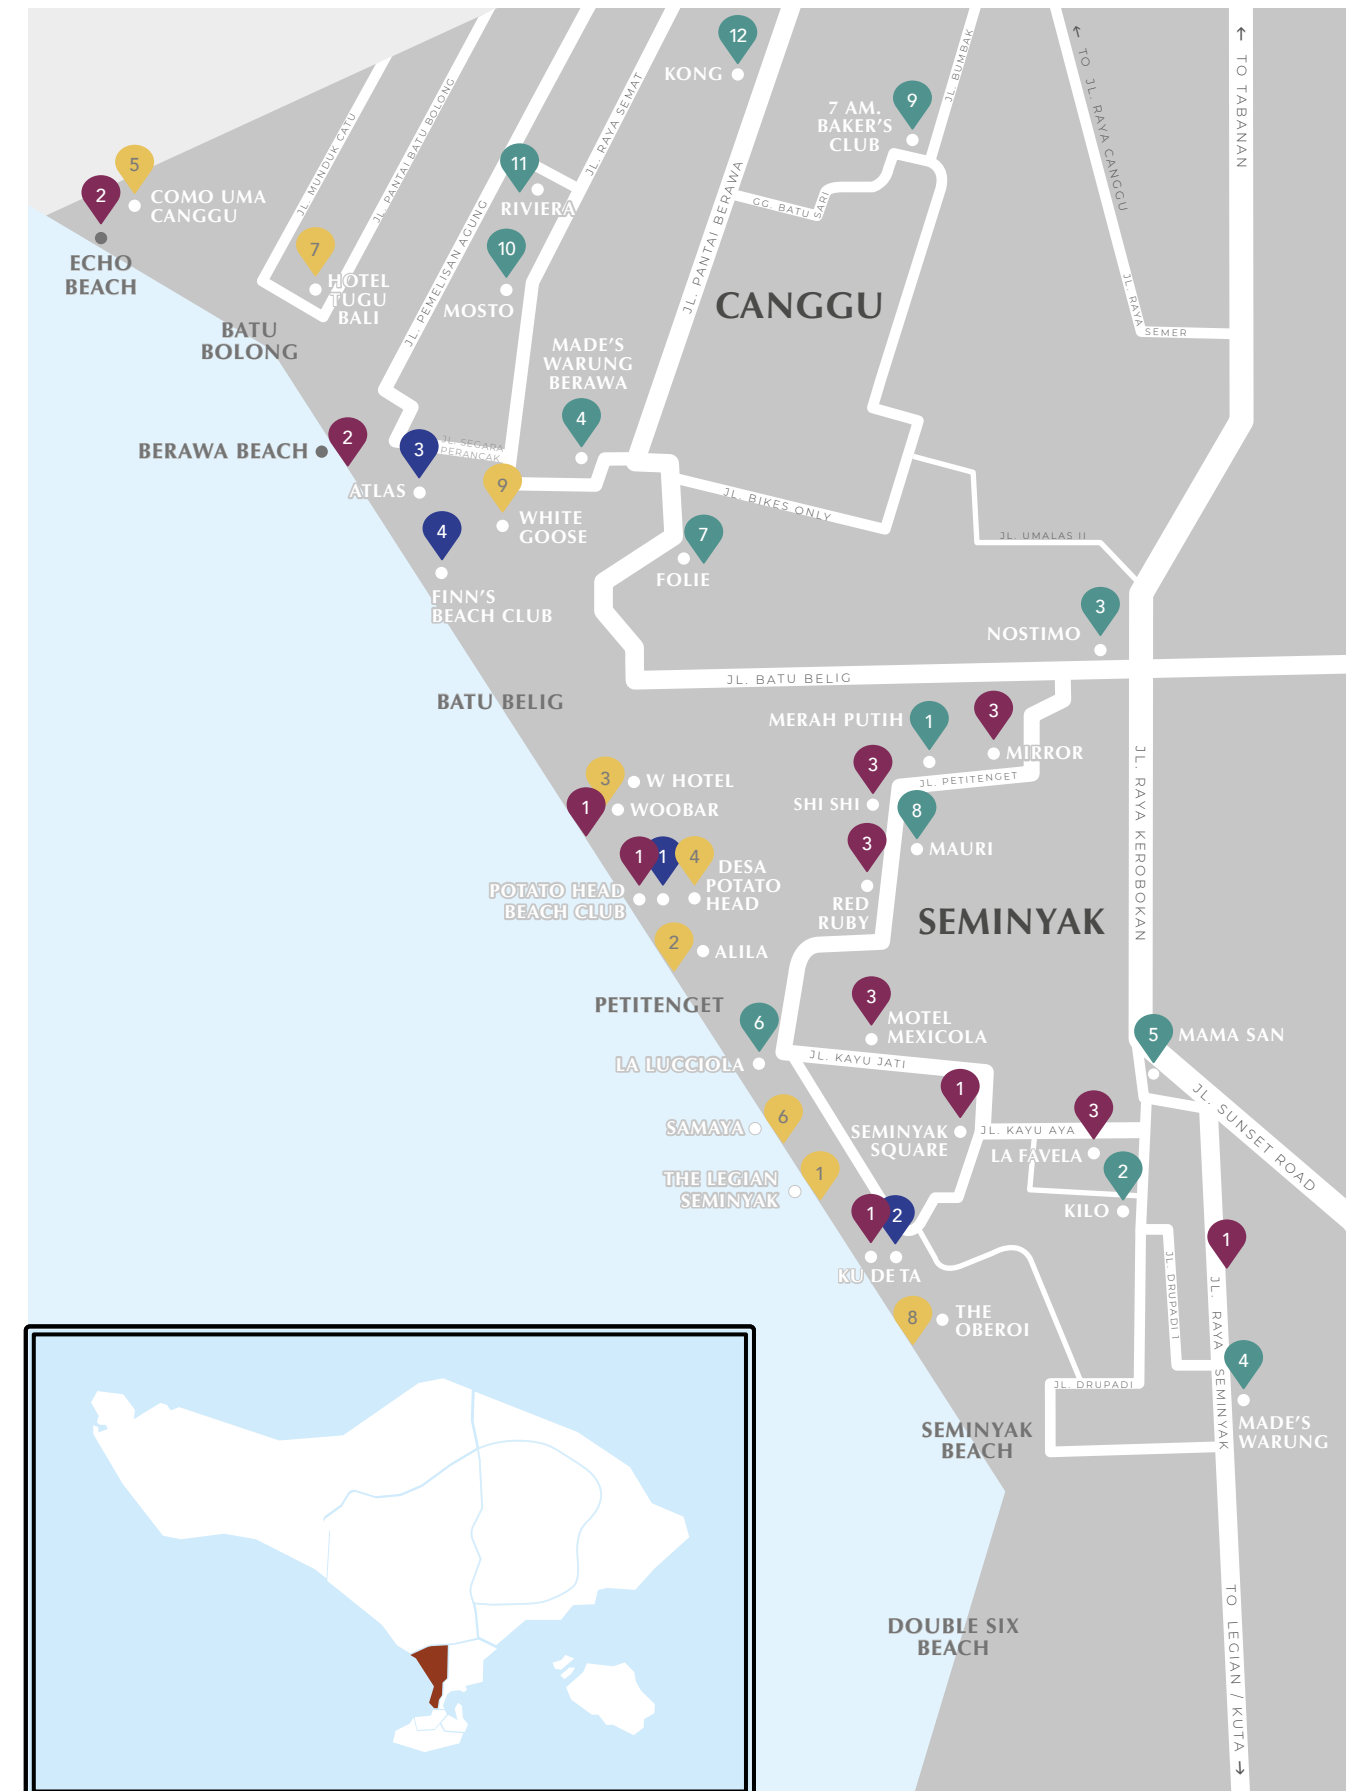 12
KONG
9
7 AM.
BAKER'S
CLUB
JL. BUMBAK
← TO JL. RAYA CANGGU
← TO TABANAN
JL. MUNDUK CATU
JL. PANTAI BATU BOLONG
JL. RAYA SEMAT
JL. PEMELISAN AGUNG
JL. PANTAI BERAWA
GG. BATU SARI
5
2
COMO UMA
CANGGU
ECHO
BEACH
11
RIVIERA
10
MOSTO
7
HOTEL
TUGU
BALI
CANGGU
JL. RAYA
SEMER
BATU
BOLONG
MADE'S
WARUNG
BERAWA
4
BERAWA BEACH
2
3
ATLAS
JL. SEGARA
PERANCAK
9
WHITE
GOOSE
4
FINN'S
BEACH CLUB
JL. BIKES ONLY
7
FOLIE
JL. UMALAS II
3
NOSTIMO
JL. BATU BELIG
BATU BELIG
MERAH PUTIH
1
3
MIRROR
JL. PETITENGET
3
SHI SHI
8
MAURI
3
RED
RUBY
JL. RAYA KEROBOKAN
3
W HOTEL
1
WOOBAR
1
1
4
DESA
POTATO
HEAD
POTATO HEAD
BEACH CLUB
SEMINYAK
2
ALILA
PETITENGET
3
MOTEL
MEXICOLA
6
LA LUCCIOLA
JL. KAYU JATI
5
MAMA SAN
JL. SUNSET ROAD
1
SEMINYAK
SQUARE
JL. KAYU AYA
3
LA FAVELA
6
SAMAYA
1
THE LEGIAN
SEMINYAK
2
KILO
1
2
KU DE TA
1
JL. DRUPADI 1
JL. RAYA SEMINYAK
8
THE
OBEROI
JL. DRUPADI
4
MADE'S
WARUNG
SEMINYAK
BEACH
DOUBLE SIX
BEACH
TO LEGIAN / KUTA →